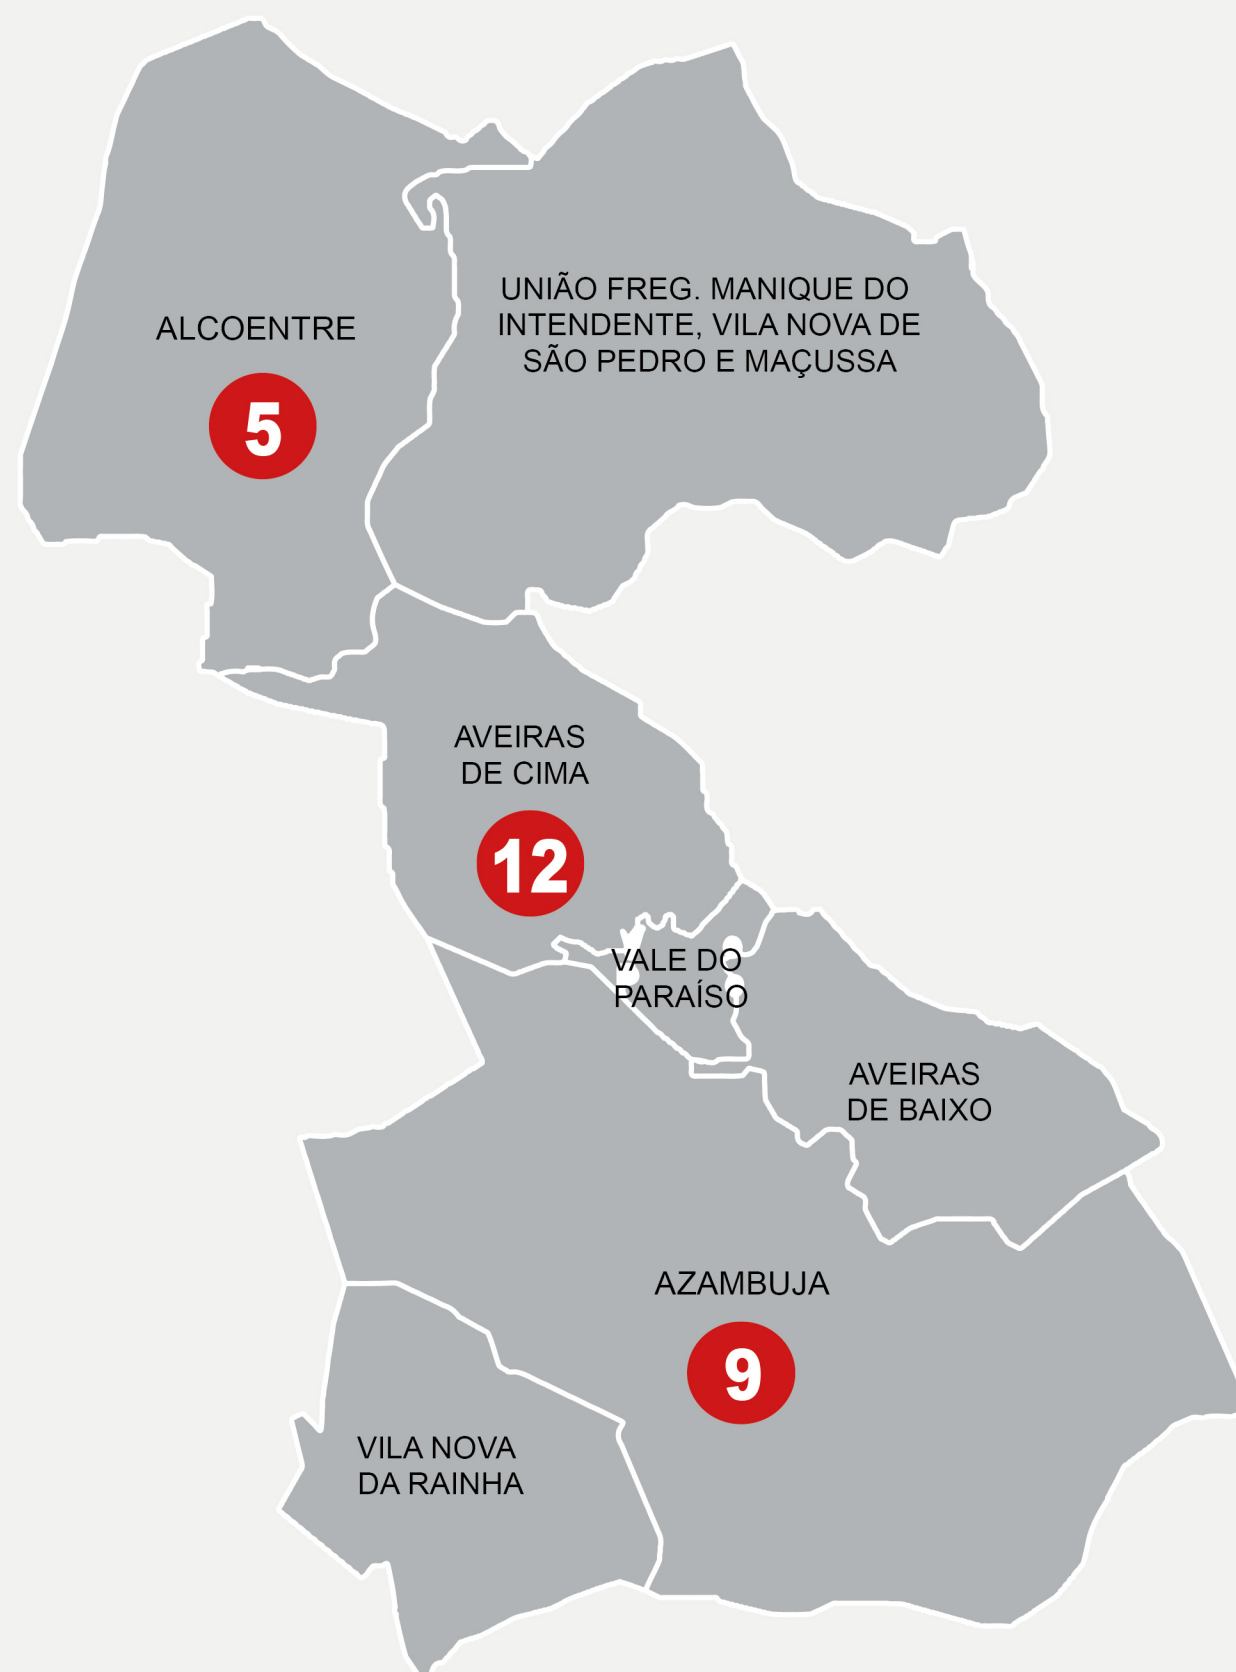 UNIÃO FREG. MANIQUE DO
INTENDENTE, VILA NOVA DE
SÃO PEDRO E MAÇUSSA
ALCOENTRE
5
AVEIRAS
DE CIMA
12
VALE DO
PARAÍSO
AVEIRAS
DE BAIXO
AZAMBUJA
9
VILA NOVA
DA RAINHA